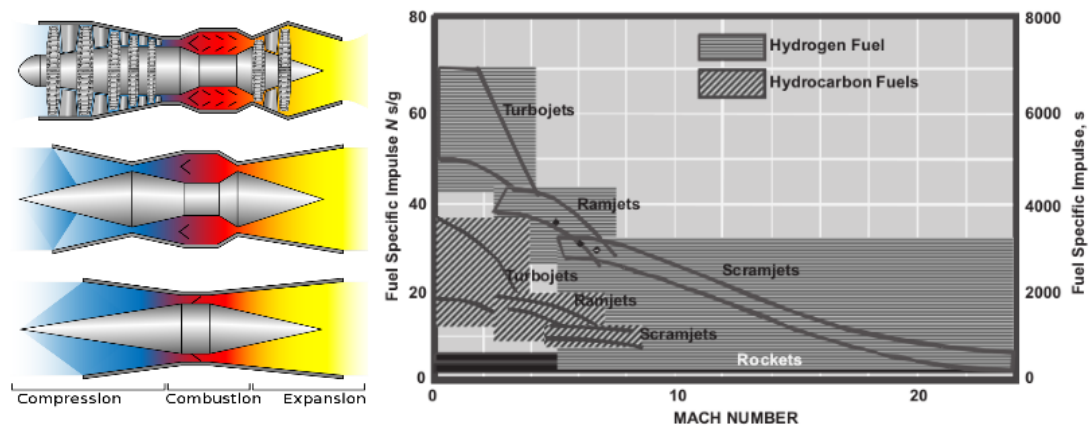 Compression
Combustion
Expansion
80
60
40
20
0
Fuel Specific Impulse N s/g
Hydrogen Fuel
Hydrocarbon Fuels
Turbojets
Ramjets
Scramjets
Turbojets
Ramjets
Scramjets
Rockets
0
10
20
MACH NUMBER
8000
6000
4000
2000
0
Fuel Specific Impulse, s